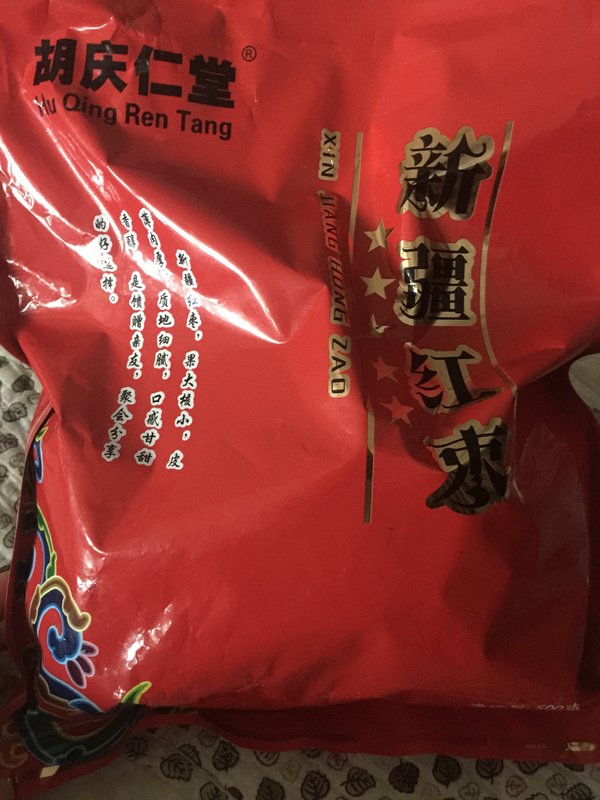 胡庆仁堂®
Hu Qing Ren Tang
新疆红枣
XIN JIANG HONG ZAO
新疆红枣，果大核小，皮
薄肉厚，质地细腻，口感甘甜
香醇，是馈赠亲友，聚会分享
的好选择。